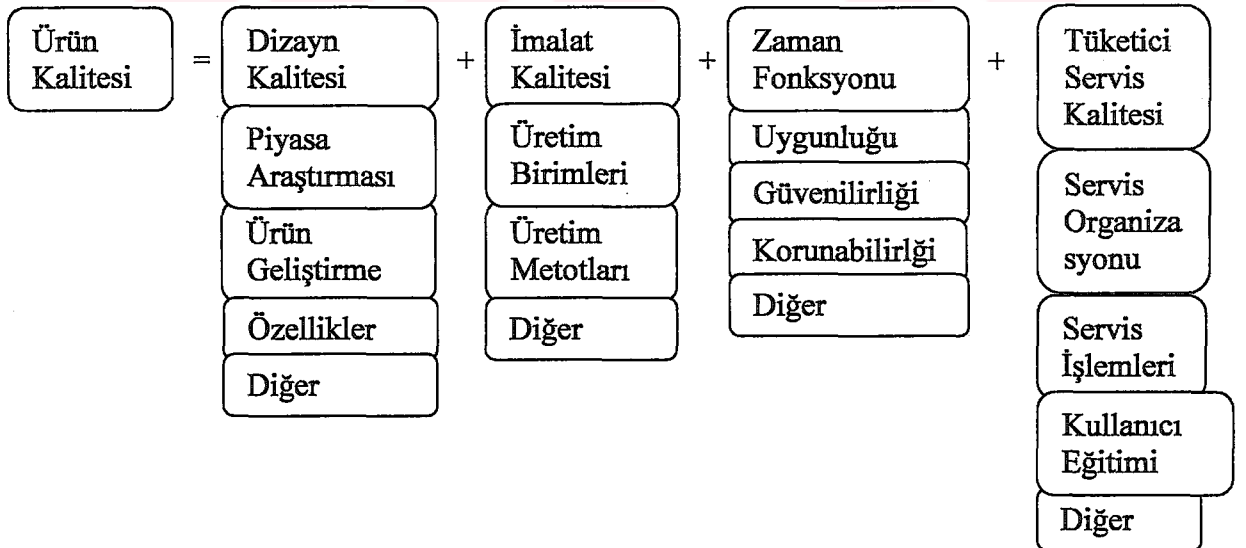 Ürün
Kalitesi
=
Dizayn
Kalitesi
Piyasa
Araştırması
Ürün
Geliştirme
Özellikler
Diğer
+
İmalat
Kalitesi
Üretim
Birimleri
Üretim
Metotları
Diğer
+
Zaman
Fonksyonu
Uygunluğu
Güvenilirliği
Korunabilirlği
Diğer
+
Tüketici
Servis
Kalitesi
Servis
Organiza
syonu
Servis
İşlemleri
Kullanıcı
Eğitimi
Diğer